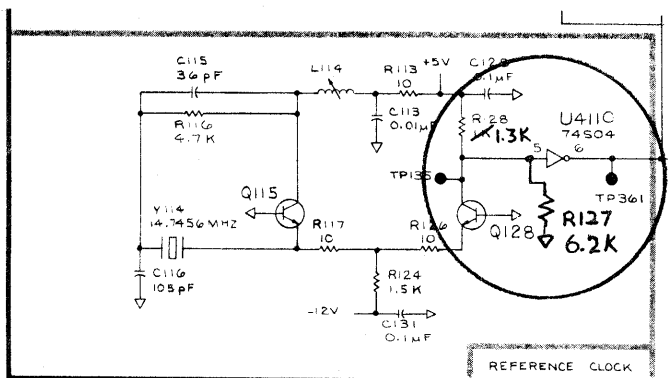 C115
36pF
R116
4.7K
L114
R113
10
+5V
C128
0.1µF
C113
0.01µF
R128
1K
1.3K
U411C
74S04
5
6
TP135
TP361
Q115
Y114
14.7456MHZ
R117
10
R126
10
Q128
R127
6.2K
C116
105pF
R124
1.5K
-12V
C131
0.1µF
REFERENCE CLOCK